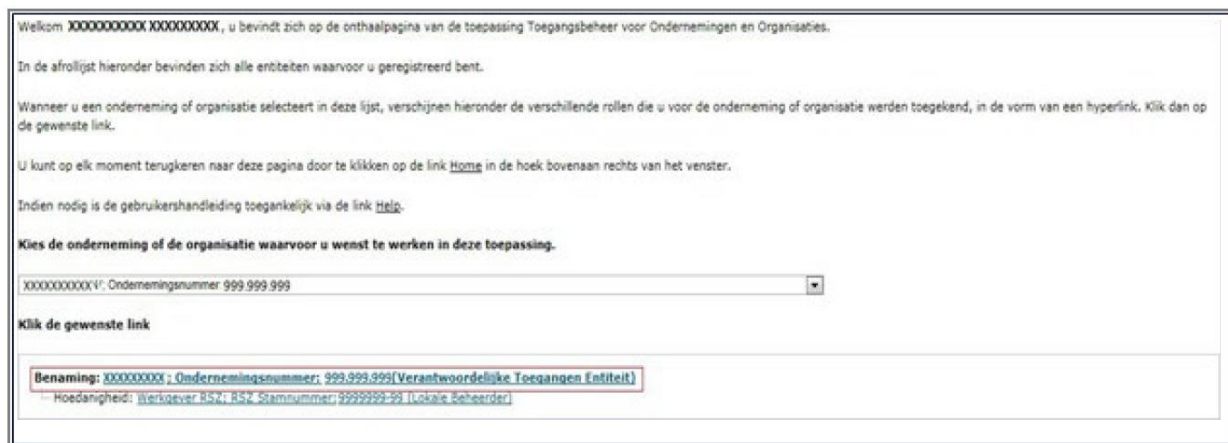 Welkom XXXXXXXXXXX XXXXXXXXX , u bevindt zich op de onthaalpagina van de toepassing Toegangsbeheer voor Ondernemingen en Organisaties.
In de afrollijst hieronder bevinden zich alle entiteiten waarvoor u geregistreerd bent.
Wanneer u een onderneming of organisatie selecteert in deze lijst, verschijnen hieronder de verschillende rollen die u voor de onderneming of organisatie werden toegekend, in de vorm van een hyperlink. Klik dan op
de gewenste link.
U kunt op elk moment terugkeren naar deze pagina door te klikken op de link Home in de hoek bovenaan rechts van het venster.
Indien nodig is de gebruikershandleiding toegankelijk via de link Help.
Kies de onderneming of de organisatie waarvoor u wenst te werken in deze toepassing.
Ondernemingsnummer 999.999.999
Klik de gewenste link
Benaming: XXXXXXXXX ; Ondernemingsnummer: 999.999.999(Verantwoordelijke Toegangen Entiteit)
Hoedanigheid: Werkgever RSZ; RSZ Stamnummer: 9999999-99 (Lokale Beheerder)